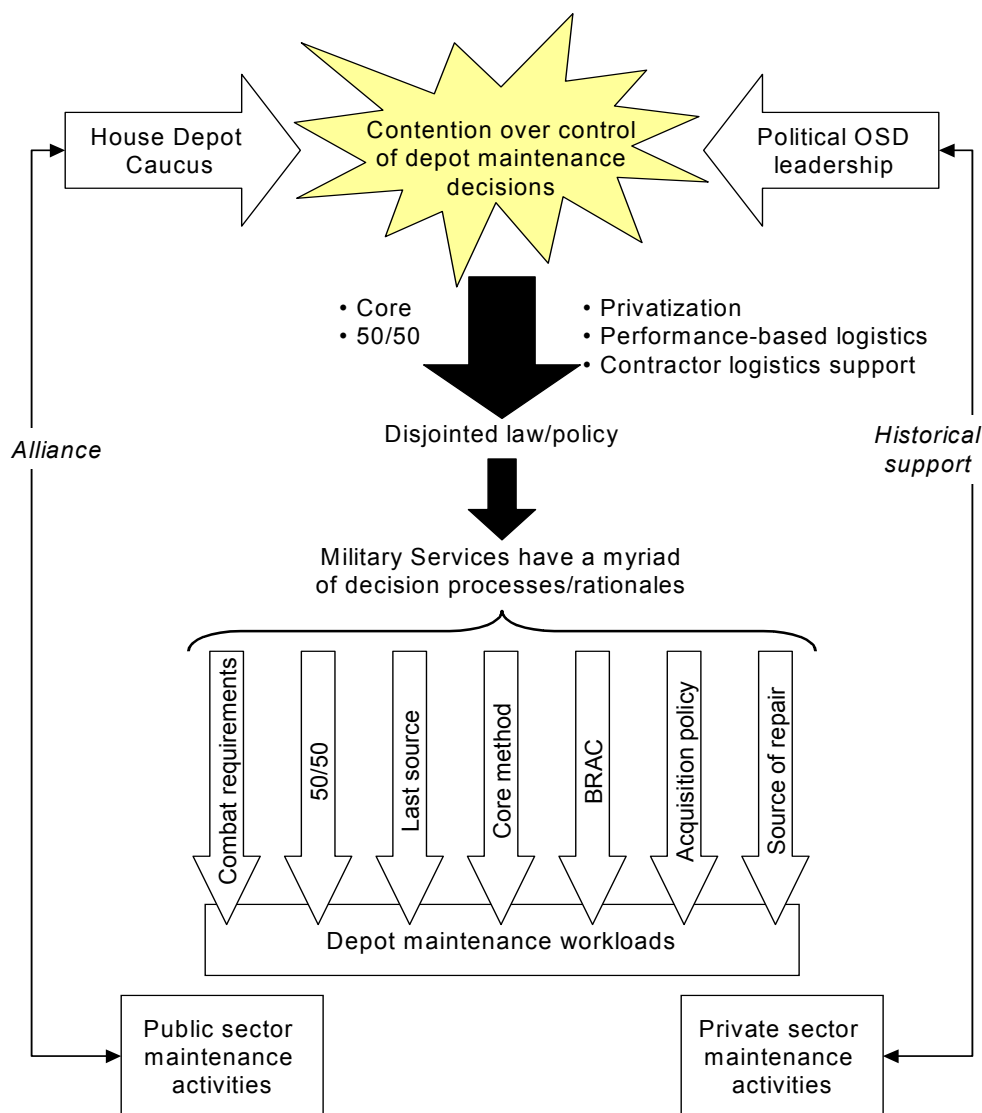 House Depot
Caucus
Contention over control
of depot maintenance
decisions
Political OSD
leadership
• Core
• 50/50
• Privatization
• Performance-based logistics
• Contractor logistics support
Alliance
Disjointed law/policy
Historical
support
Military Services have a myriad
of decision processes/rationales
Combat requirements
50/50
Last source
Core method
BRAC
Acquisition policy
Source of repair
Depot maintenance workloads
Public sector
maintenance
activities
Private sector
maintenance
activities